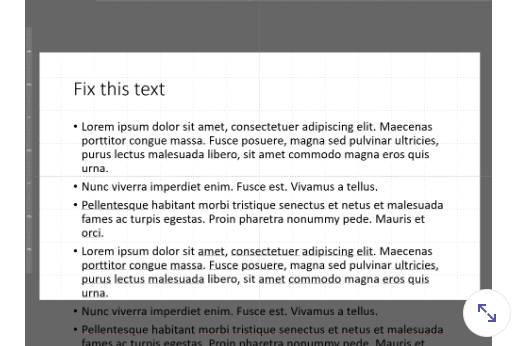 Fix this text
• Lorem ipsum dolor sit amet, consectetuer adipiscing elit. Maecenas
porttitor congue massa. Fusce posuere, magna sed pulvinar ultricies,
purus lectus malesuada libero, sit amet commodo magna eros quis
urna.
• Nunc viverra imperdiet enim. Fusce est. Vivamus a tellus.
• Pellentesque habitant morbi tristique senectus et netus et malesuada
fames ac turpis egestas. Proin pharetra nonummy pede. Mauris et
orci.
• Lorem ipsum dolor sit amet, consectetuer adipiscing elit. Maecenas
porttitor congue massa. Fusce posuere, magna sed pulvinar ultricies,
purus lectus malesuada libero, sit amet commodo magna eros quis
urna.
• Nunc viverra imperdiet enim. Fusce est. Vivamus a tellus.
• Pellentesque habitant morbi tristique senectus et netus et malesuada
fames ac turpis egestas. Proin pharetra nonummy pede. Mauris et